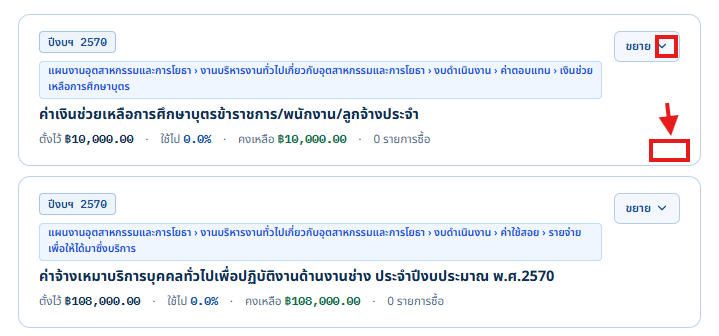 ปีงบฯ 2570
ขยาย
แผนงานอุตสาหกรรมและการโยธา › งานบริหารงานทั่วไปเกี่ยวกับอุตสาหกรรมและการโยธา › งบดำเนินงาน › ค่าตอบแทน › เงินช่วย
เหลือการศึกษาบุตร
ค่าเงินช่วยเหลือการศึกษาบุตรข้าราชการ/พนักงาน/ลูกจ้างประจำ
ตั้งไว้ ฿10,000.00 · ใช้ไป 0.0% · คงเหลือ ฿10,000.00 · 0 รายการซื้อ
ปีงบฯ 2570
ขยาย
แผนงานอุตสาหกรรมและการโยธา › งานบริหารงานทั่วไปเกี่ยวกับอุตสาหกรรมและการโยธา › งบดำเนินงาน › ค่าใช้สอย › รายจ่าย
เพื่อให้ได้มาซึ่งบริการ
ค่าจ้างเหมาบริการบุคคลทั่วไปเพื่อปฏิบัติงานด้านงานช่าง ประจำปีงบประมาณ พ.ศ.2570
ตั้งไว้ ฿108,000.00 · ใช้ไป 0.0% · คงเหลือ ฿108,000.00 · 0 รายการซื้อ